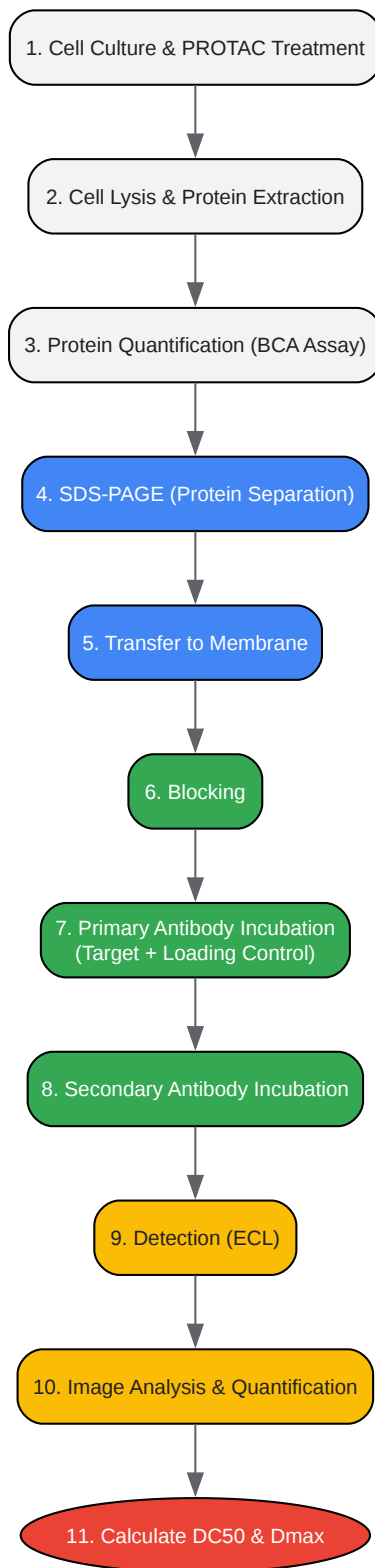 1. Cell Culture & PROTAC Treatment
2. Cell Lysis & Protein Extraction
3. Protein Quantification (BCA Assay)
4. SDS-PAGE (Protein Separation)
5. Transfer to Membrane
6. Blocking
7. Primary Antibody Incubation
(Target + Loading Control)
8. Secondary Antibody Incubation
9. Detection (ECL)
10. Image Analysis & Quantification
11. Calculate DC50 & Dmax